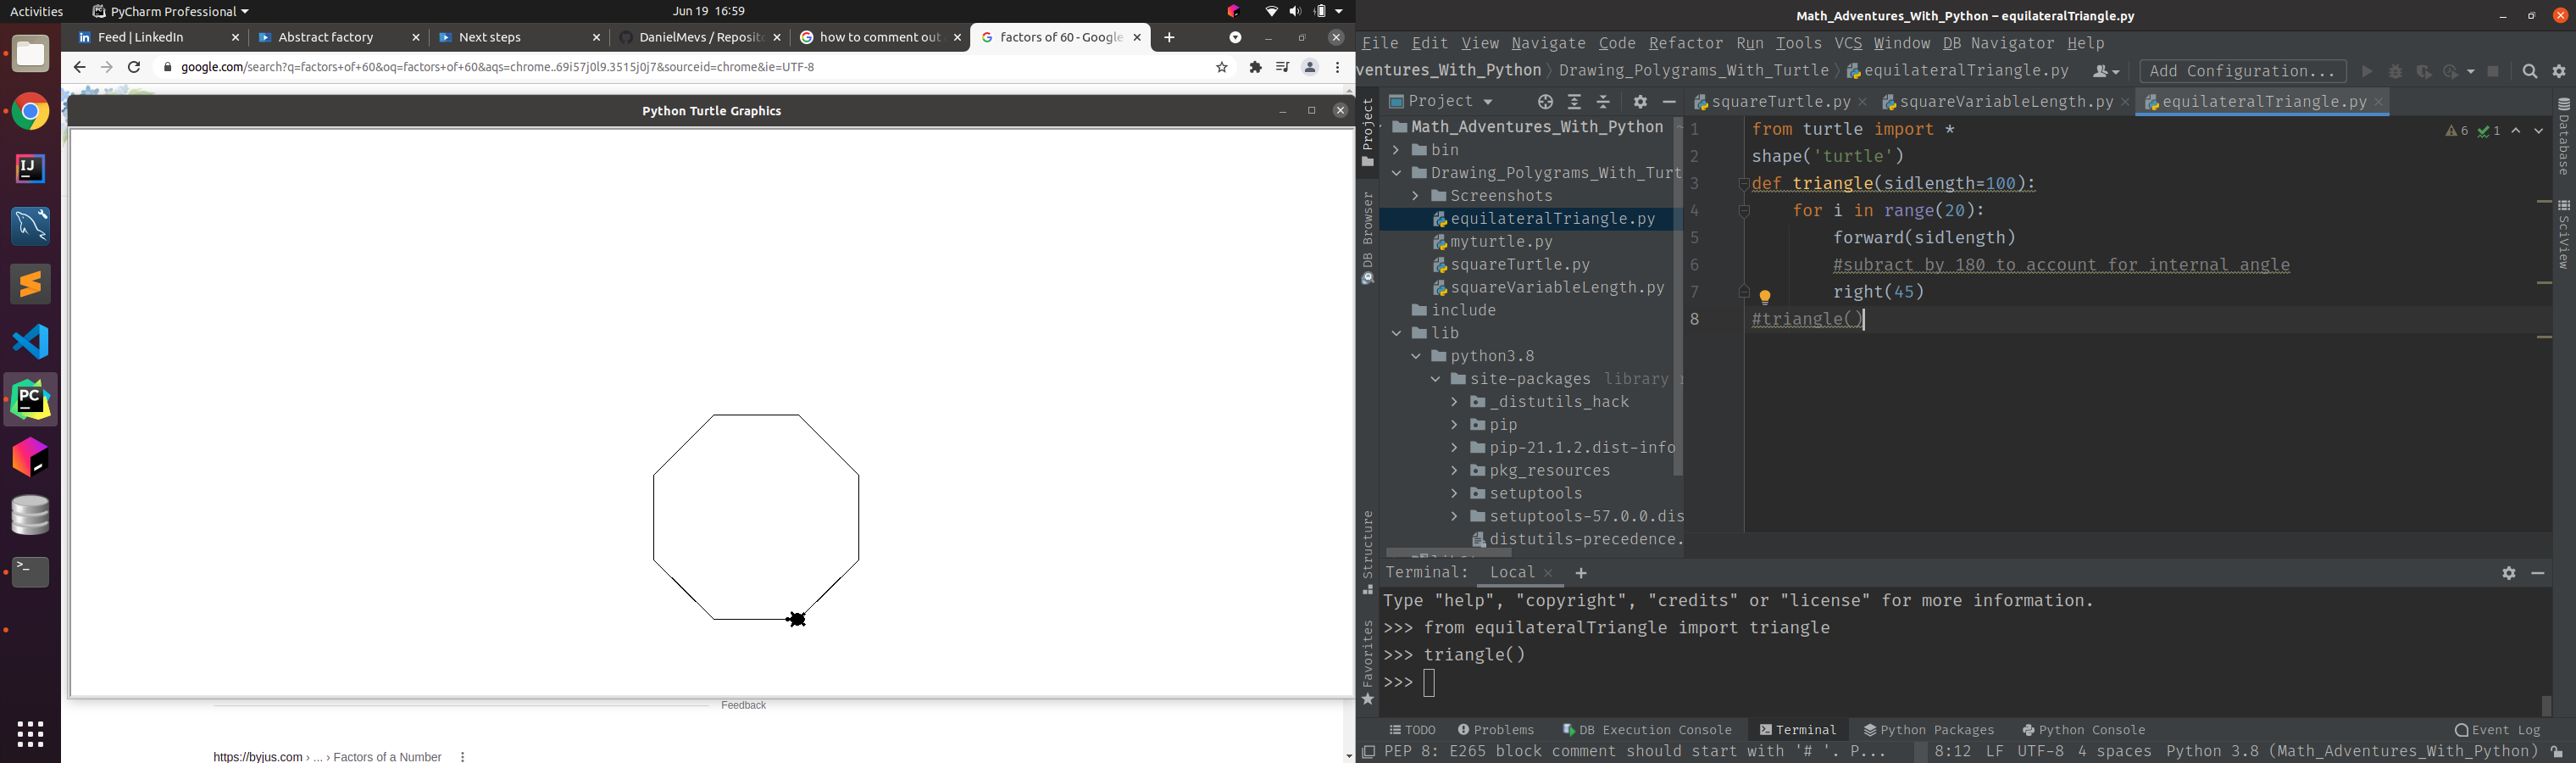 Activities
PyCharm Professional
Jun 19 16:59
Feed | LinkedIn
Abstract factory
Next steps
DanielMevs / Reposit
how to comment out
factors of 60 - Google
google.com/search?q=factors+of+60&oq=factors+of+60&aqs=chrome..69i57j0l9.3515j0j7&sourceid=chrome&ie=UTF-8
Python Turtle Graphics
Feedback
https://byjus.com › ... › Factors of a Number
Math_Adventures_With_Python – equilateralTriangle.py
File Edit View Navigate Code Refactor Run Tools VCS Window DB Navigator Help
ventures_With_Python
Drawing_Polygrams_With_Turtle
equilateralTriangle.py
Add Configuration...
Project
squareTurtle.py
squareVariableLength.py
equilateralTriangle.py
Project
DB Browser
Structure
Favorites
Math_Adventures_With_Python
bin
Drawing_Polygrams_With_Turt
Screenshots
equilateralTriangle.py
myturtle.py
squareTurtle.py
squareVariableLength.py
include
lib
python3.8
site-packages library
_distutils_hack
pip
pip-21.1.2.dist-info
pkg_resources
setuptools
setuptools-57.0.0.dis
distutils-precedence.
1 from turtle import *
2 shape('turtle')
3 def triangle(sidlength=100):
4 for i in range(20):
5 forward(sidlength)
6 #subract by 180 to account for internal angle
7 right(45)
8 #triangle()
6 1
Database
SciView
Terminal: Local
Type "help", "copyright", "credits" or "license" for more information.
>>> from equilateralTriangle import triangle
>>> triangle()
>>>
TODO
Problems
DB Execution Console
Terminal
Python Packages
Python Console
Event Log
PEP 8: E265 block comment should start with '# '. P...
8:12 LF UTF-8 4 spaces Python 3.8 (Math_Adventures_With_Python)